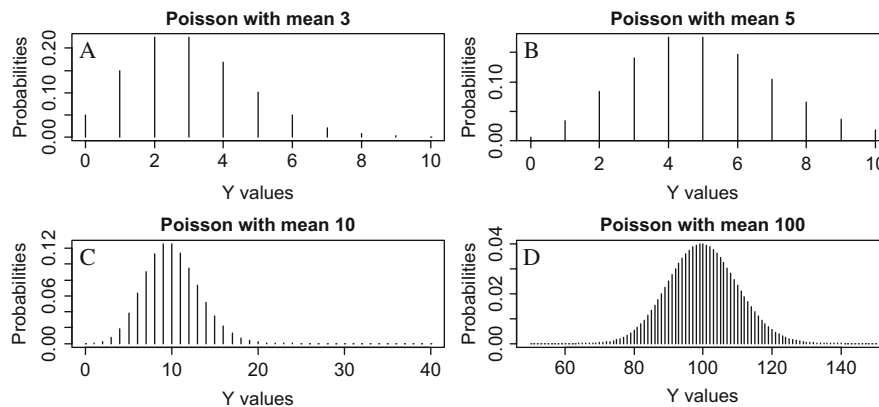 Poisson with mean 3
A
Probabilities
0.00 0.10 0.20
0 2 4 6 8 10
Y values
Poisson with mean 5
B
Probabilities
0.00 0.10
0 2 4 6 8 10
Y values
Poisson with mean 10
C
Probabilities
0.00 0.06 0.12
0 10 20 30 40
Y values
Poisson with mean 100
D
Probabilities
0.00 0.02 0.04
60 80 100 120 140
Y values